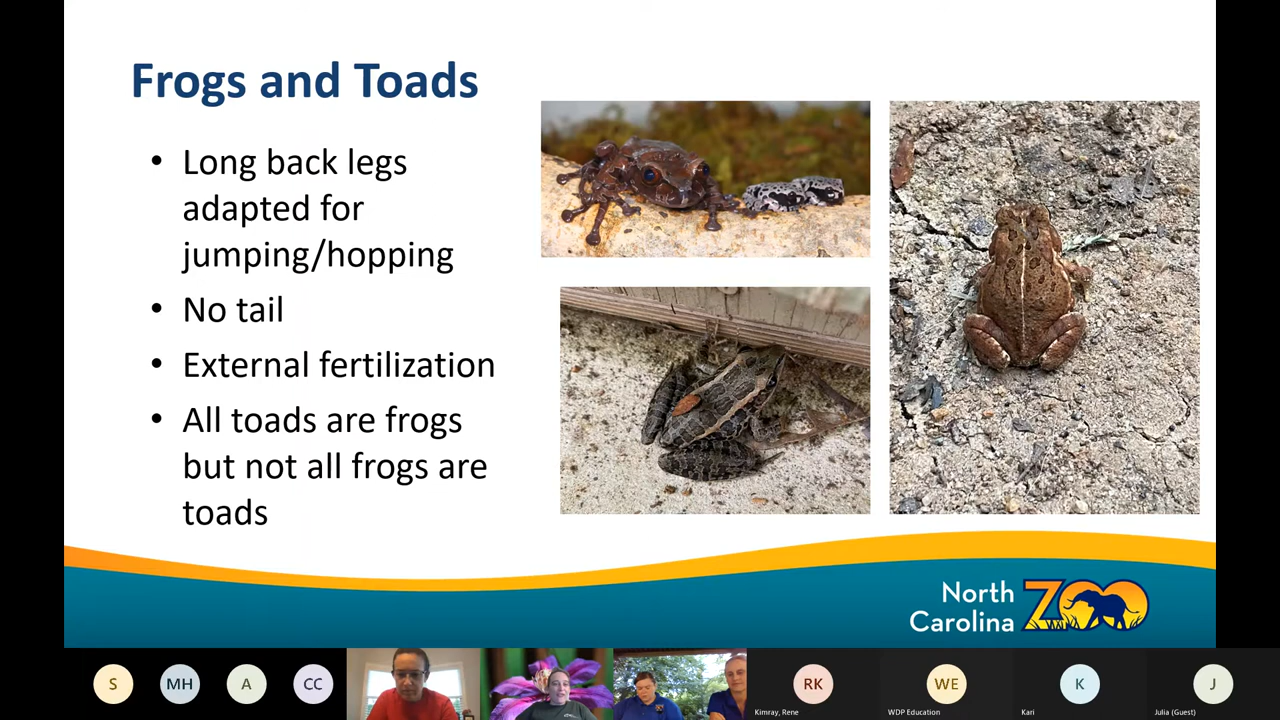 Frogs and Toads
• Long back legs
adapted for
jumping/hopping
• No tail
• External fertilization
• All toads are frogs
but not all frogs are
toads
North
Carolina
ZOO
S
MH
A
CC
RK
WE
K
J
Kimray, Rene
WDP Education
Kari
Julia (Guest)